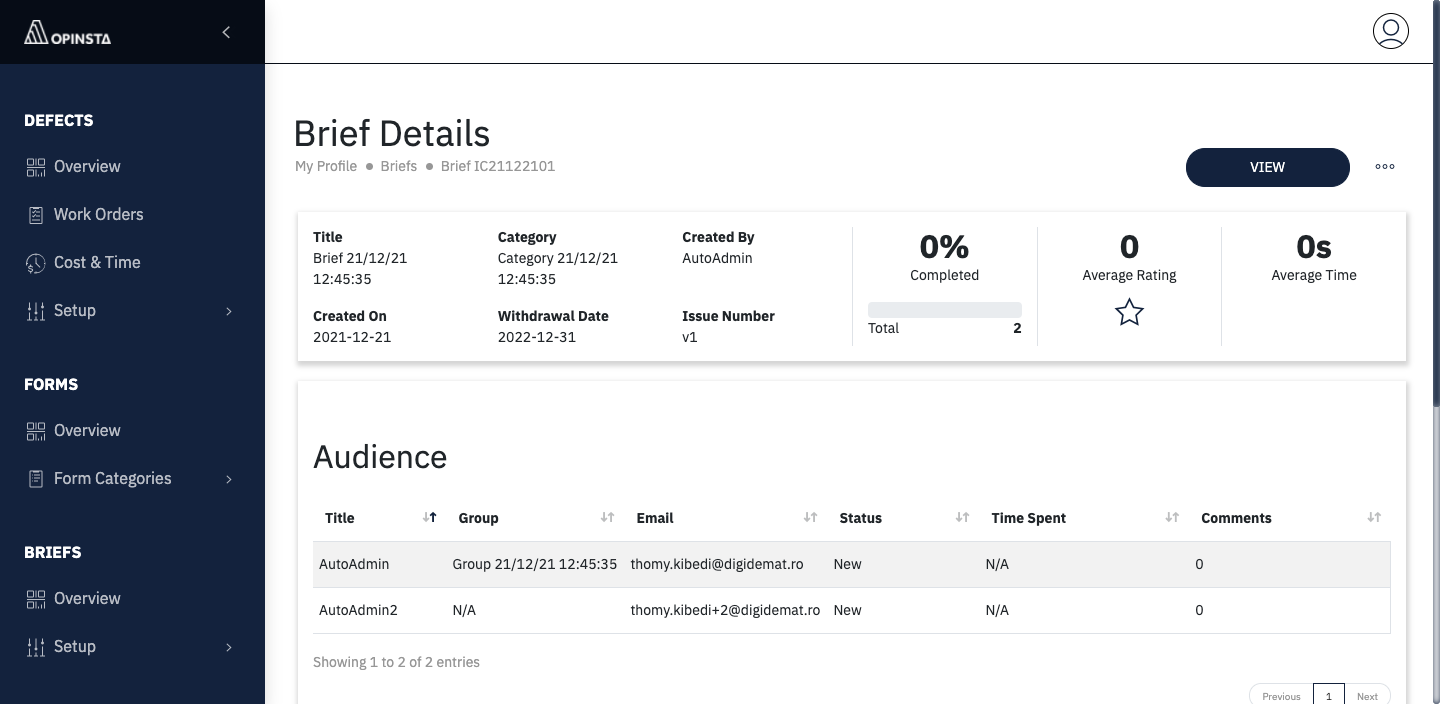 OPINSTA
DEFECTS
Overview
Work Orders
Cost & Time
Setup
FORMS
Overview
Form Categories
BRIEFS
Overview
Setup
Brief Details
My Profile Briefs Brief IC21122101
VIEW
Title
Brief 21/12/21
12:45:35
Category
Category 21/12/21
12:45:35
Created By
AutoAdmin
Created On
2021-12-21
Withdrawal Date
2022-12-31
Issue Number
v1
0%
Completed
Total 2
0
Average Rating
0s
Average Time
Audience
Title Group Email Status Time Spent Comments
AutoAdmin Group 21/12/21 12:45:35 thomy.kibedi@digidemat.ro New N/A 0
AutoAdmin2 N/A thomy.kibedi+2@digidemat.ro New N/A 0
Showing 1 to 2 of 2 entries
Previous 1 Next